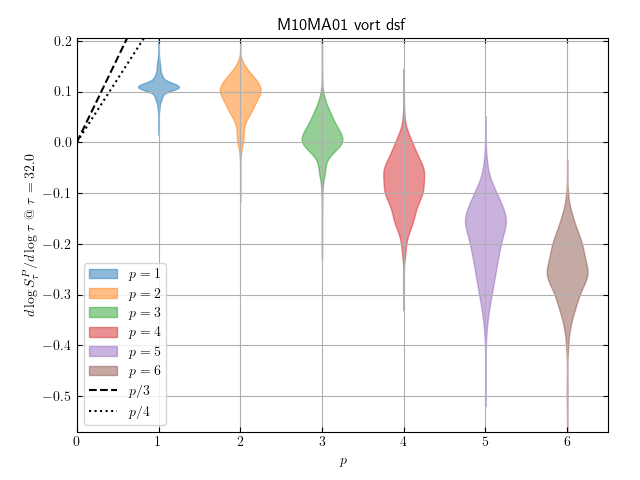 M10MA01 vort dsf
0.2
0.1
0.0
−0.1
−0.2
−0.3
−0.4
−0.5
d log S_τ^P / d log τ @ τ = 32.0
p = 1
p = 2
p = 3
p = 4
p = 5
p = 6
p/3
p/4
0 1 2 3 4 5 6
p